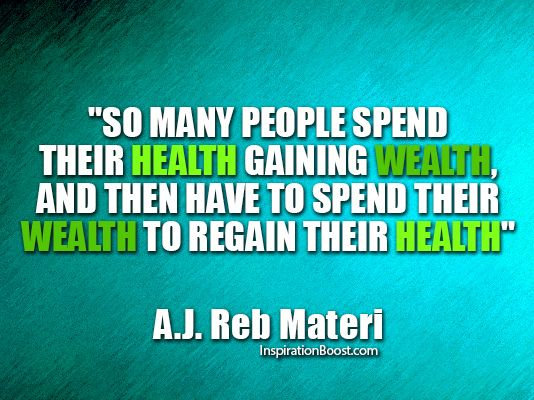 "SO MANY PEOPLE SPEND
THEIR HEALTH GAINING WEALTH,
AND THEN HAVE TO SPEND THEIR
WEALTH TO REGAIN THEIR HEALTH"
A.J. Reb Materi
InspirationBoost.com